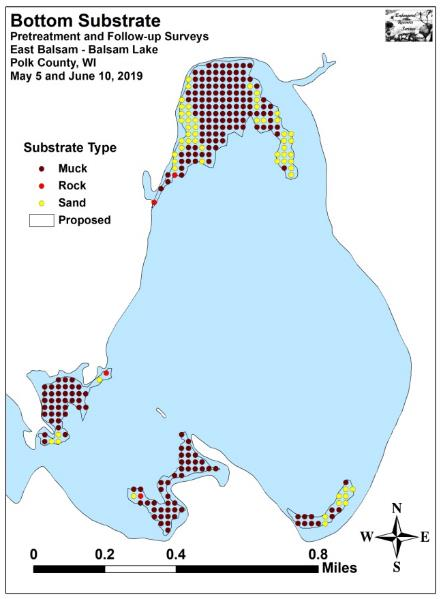 Bottom Substrate
Pretreatment and Follow-up Surveys
East Balsam - Balsam Lake
Polk County, WI
May 5 and June 10, 2019
Substrate Type
Muck
Rock
Sand
Proposed
N
W E
S
0 0.2 0.4 0.8
Miles